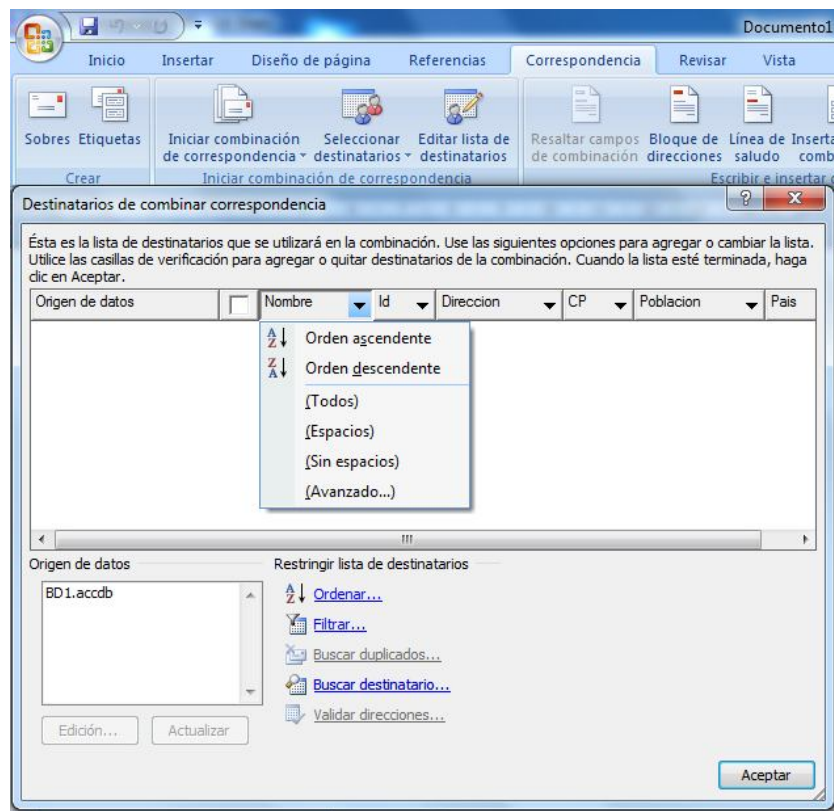 Documento1
Inicio Insertar Diseño de página Referencias Correspondencia Revisar Vista
Sobres Etiquetas Iniciar combinación de correspondencia Seleccionar destinatarios Editar lista de destinatarios Resaltar campos de combinación Bloque de direcciones Línea de saludo
Crear Iniciar combinación de correspondencia Escribir e insertar
Destinatarios de combinar correspondencia
Ésta es la lista de destinatarios que se utilizará en la combinación. Use las siguientes opciones para agregar o cambiar la lista.
Utilice las casillas de verificación para agregar o quitar destinatarios de la combinación. Cuando la lista esté terminada, haga
clic en Aceptar.
Origen de datos Nombre Id Direccion CP Poblacion Pais
Orden ascendente
Orden descendente
(Todos)
(Espacios)
(Sin espacios)
(Avanzado...)
Origen de datos Restringir lista de destinatarios
BD1.accdb
Ordenar...
Filtrar...
Buscar duplicados...
Buscar destinatario...
Validar direcciones...
Edición... Actualizar
Aceptar